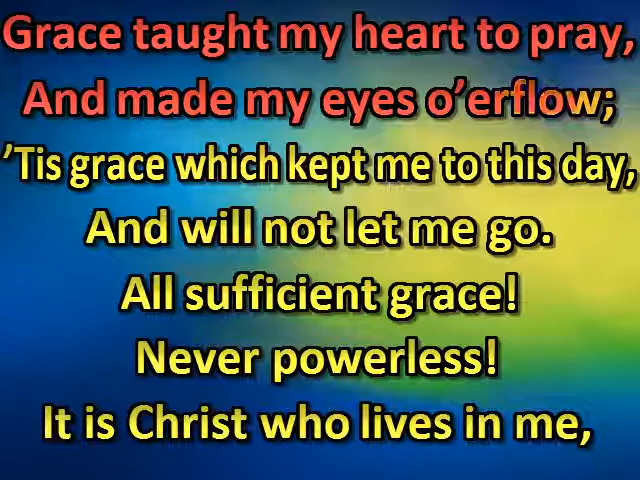 Grace taught my heart to pray,
And made my eyes o’erflow;
’Tis grace which kept me to this day,
And will not let me go.
All sufficient grace!
Never powerless!
It is Christ who lives in me,